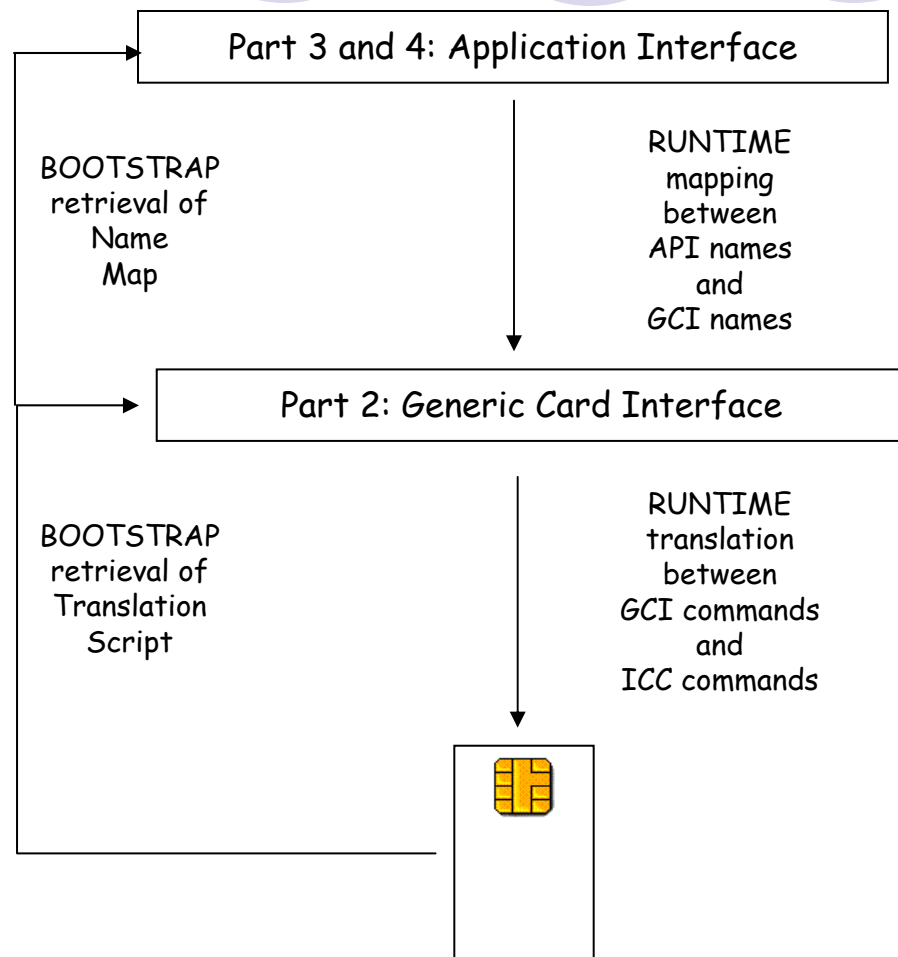 Part 3 and 4: Application Interface
BOOTSTRAP
retrieval of
Name
Map
RUNTIME
mapping
between
API names
and
GCI names
Part 2: Generic Card Interface
BOOTSTRAP
retrieval of
Translation
Script
RUNTIME
translation
between
GCI commands
and
ICC commands